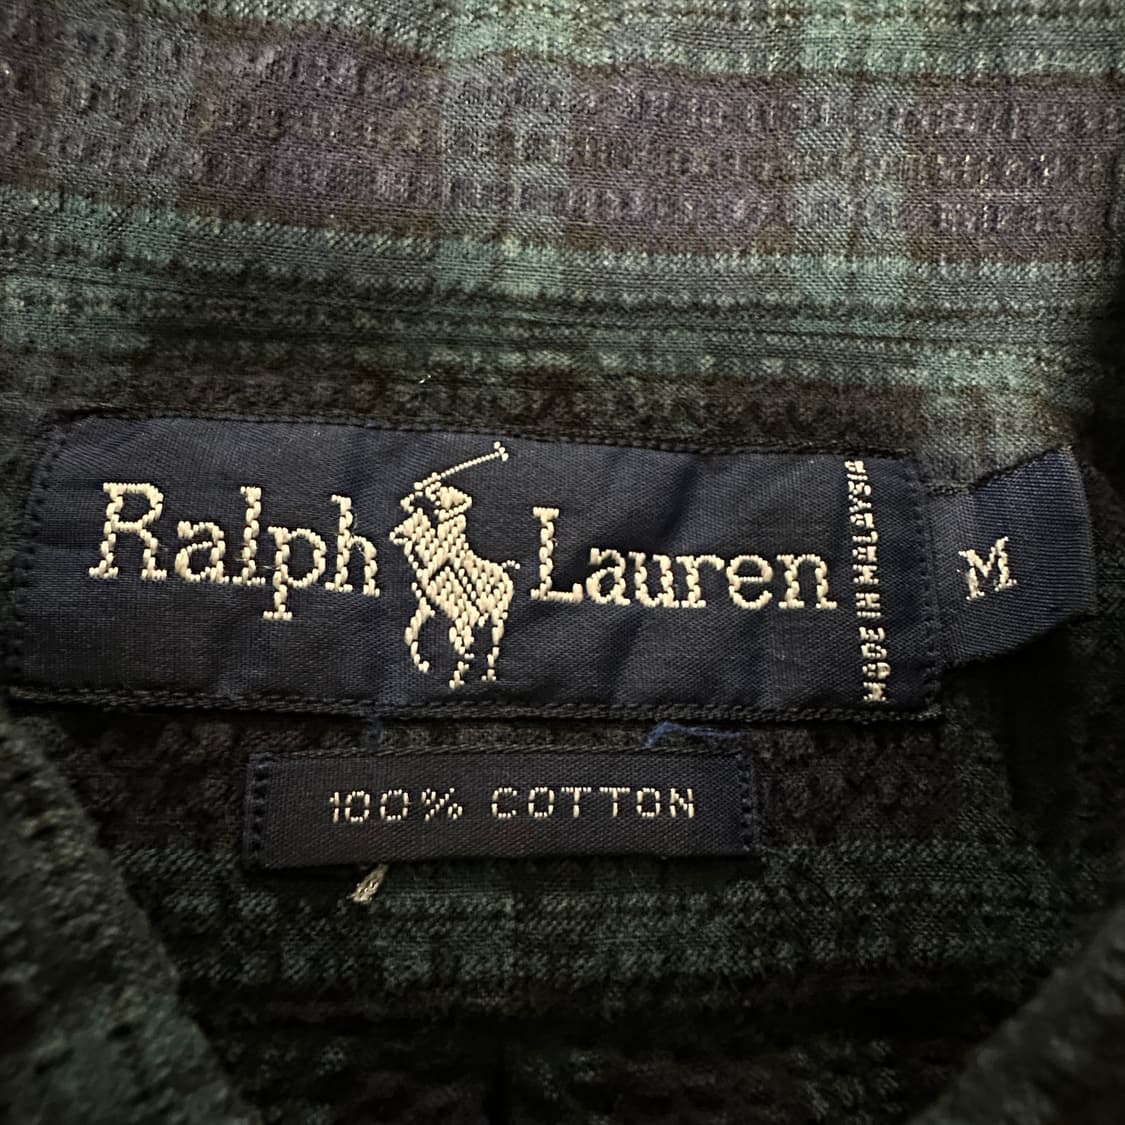 Ralph Lauren
MADE IN MALAYSIA
M
100% COTTON